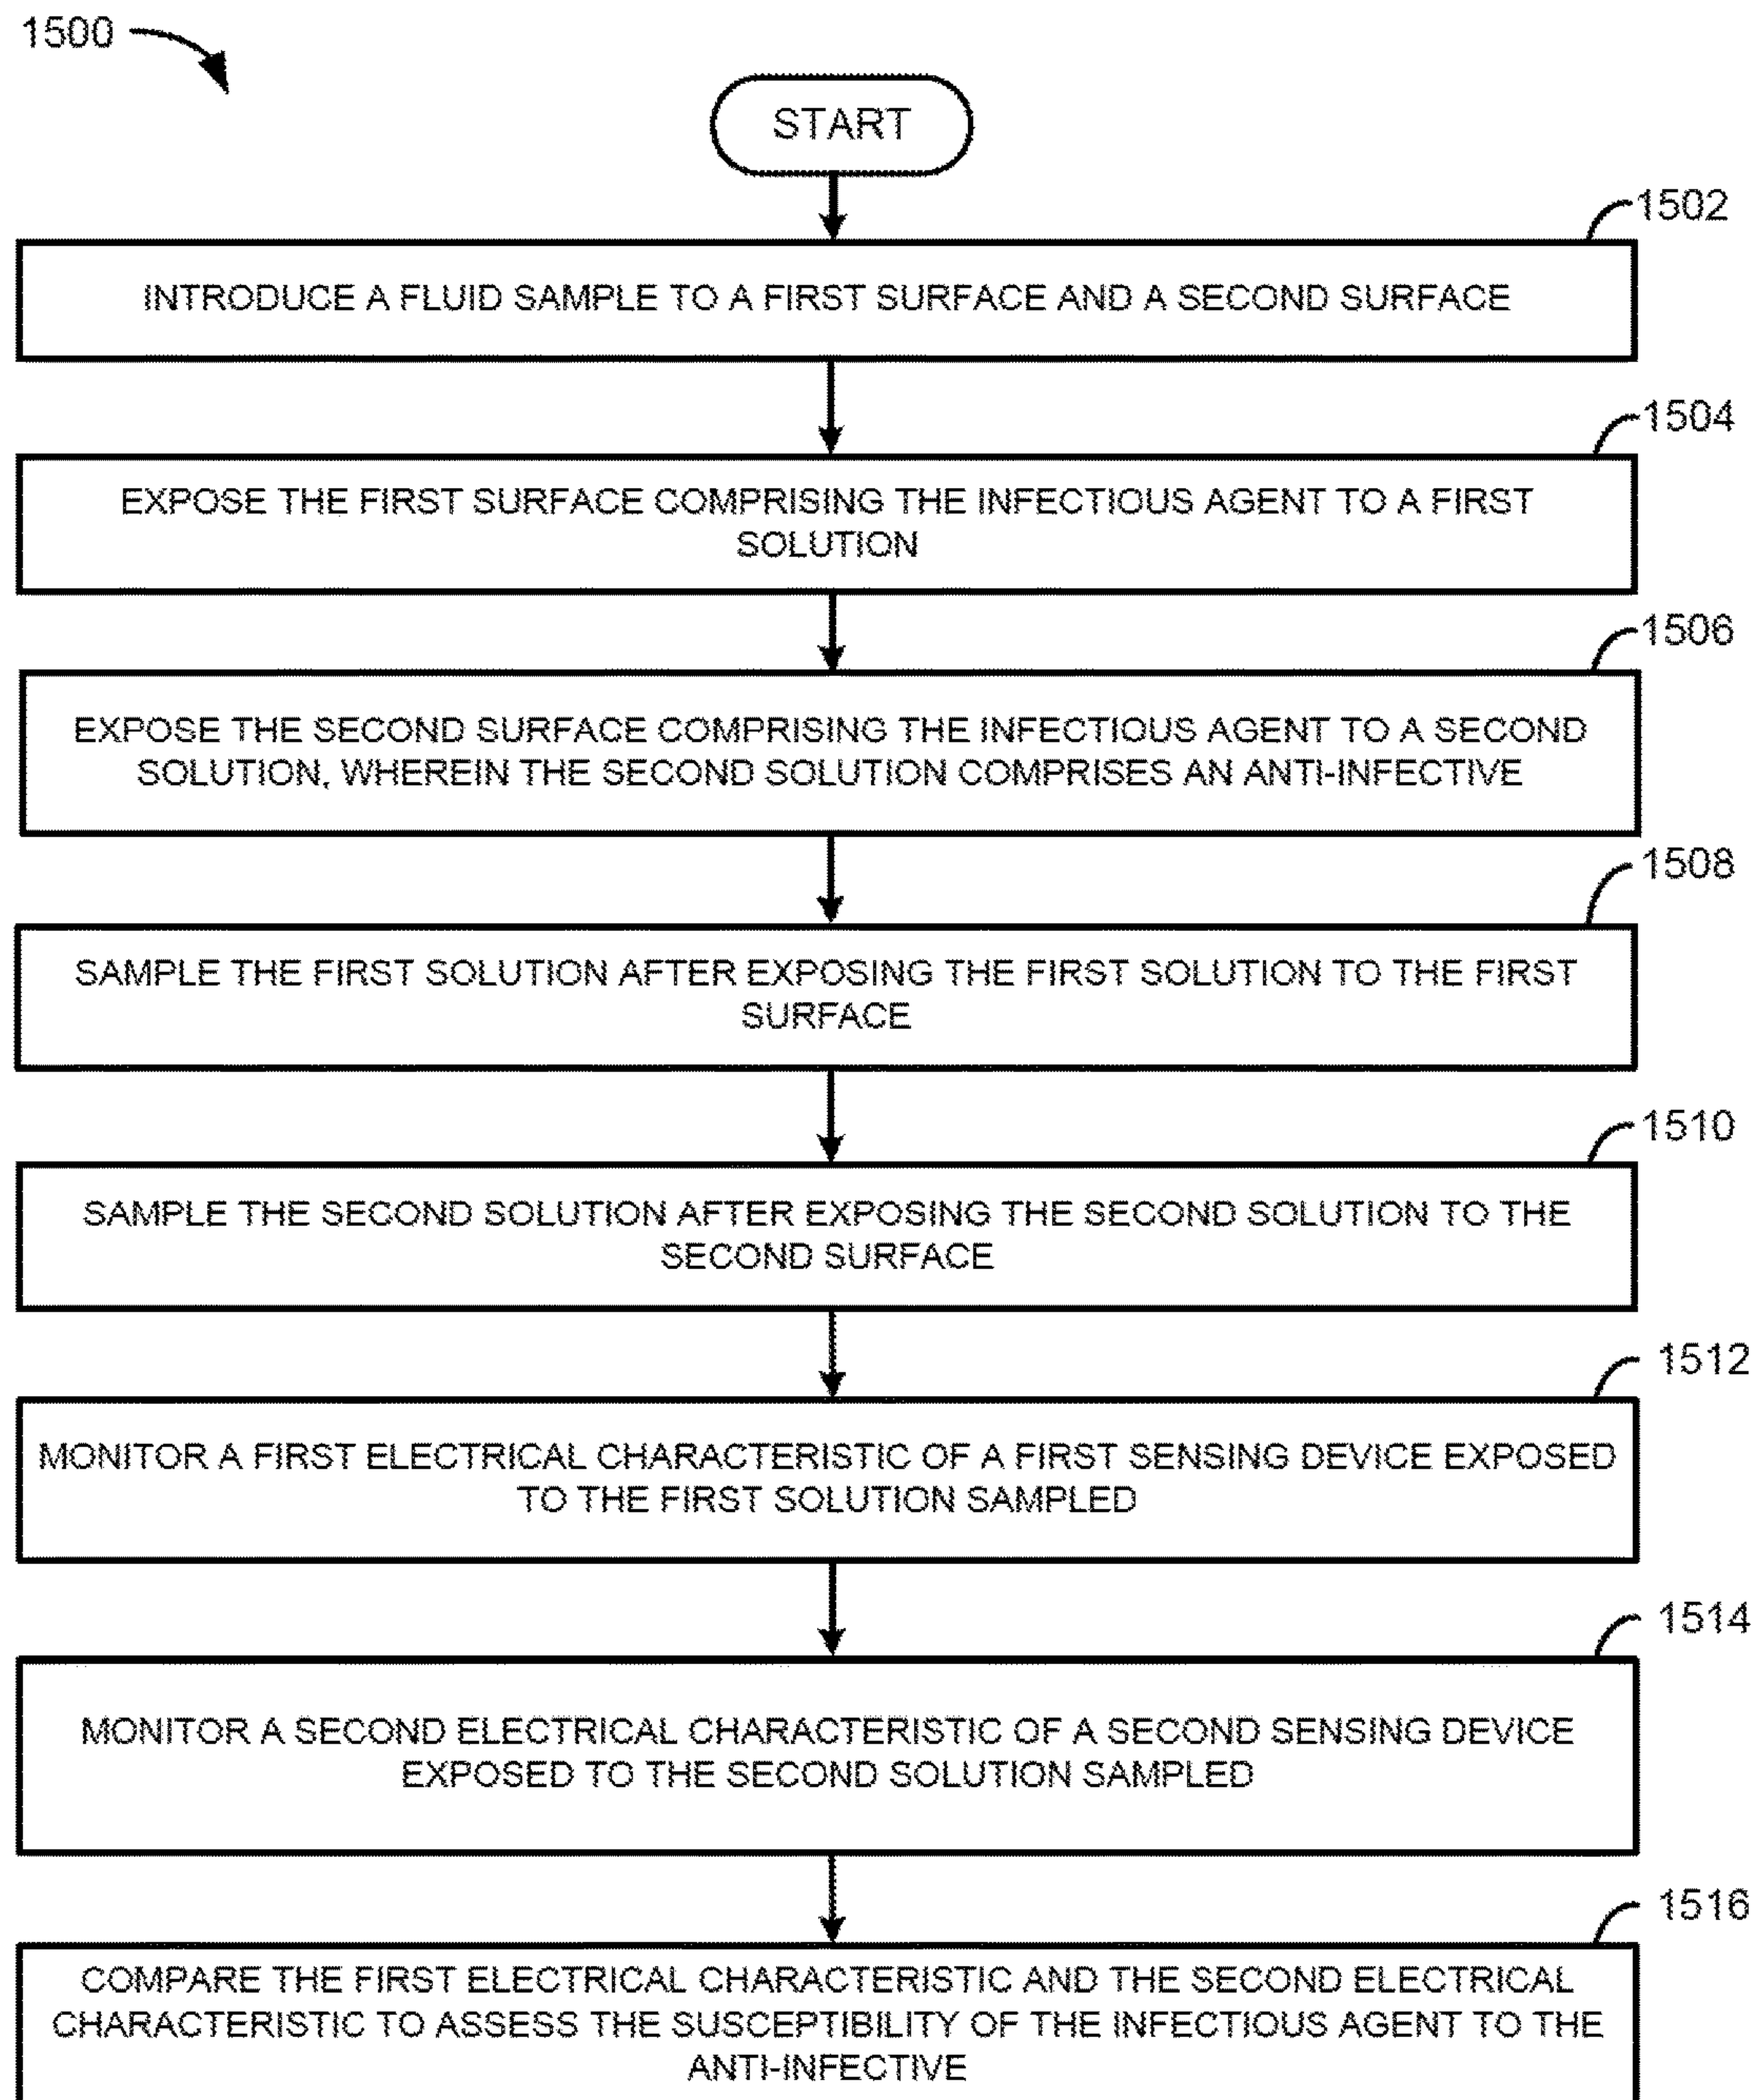 1500
START
1502
INTRODUCE A FLUID SAMPLE TO A FIRST SURFACE AND A SECOND SURFACE
1504
EXPOSE THE FIRST SURFACE COMPRISING THE INFECTIOUS AGENT TO A FIRST
SOLUTION
1506
EXPOSE THE SECOND SURFACE COMPRISING THE INFECTIOUS AGENT TO A SECOND
SOLUTION, WHEREIN THE SECOND SOLUTION COMPRISES AN ANTI-INFECTIVE
1508
SAMPLE THE FIRST SOLUTION AFTER EXPOSING THE FIRST SOLUTION TO THE FIRST
SURFACE
1510
SAMPLE THE SECOND SOLUTION AFTER EXPOSING THE SECOND SOLUTION TO THE
SECOND SURFACE
1512
MONITOR A FIRST ELECTRICAL CHARACTERISTIC OF A FIRST SENSING DEVICE EXPOSED
TO THE FIRST SOLUTION SAMPLED
1514
MONITOR A SECOND ELECTRICAL CHARACTERISTIC OF A SECOND SENSING DEVICE
EXPOSED TO THE SECOND SOLUTION SAMPLED
1516
COMPARE THE FIRST ELECTRICAL CHARACTERISTIC AND THE SECOND ELECTRICAL
CHARACTERISTIC TO ASSESS THE SUSCEPTIBILITY OF THE INFECTIOUS AGENT TO THE
ANTI-INFECTIVE